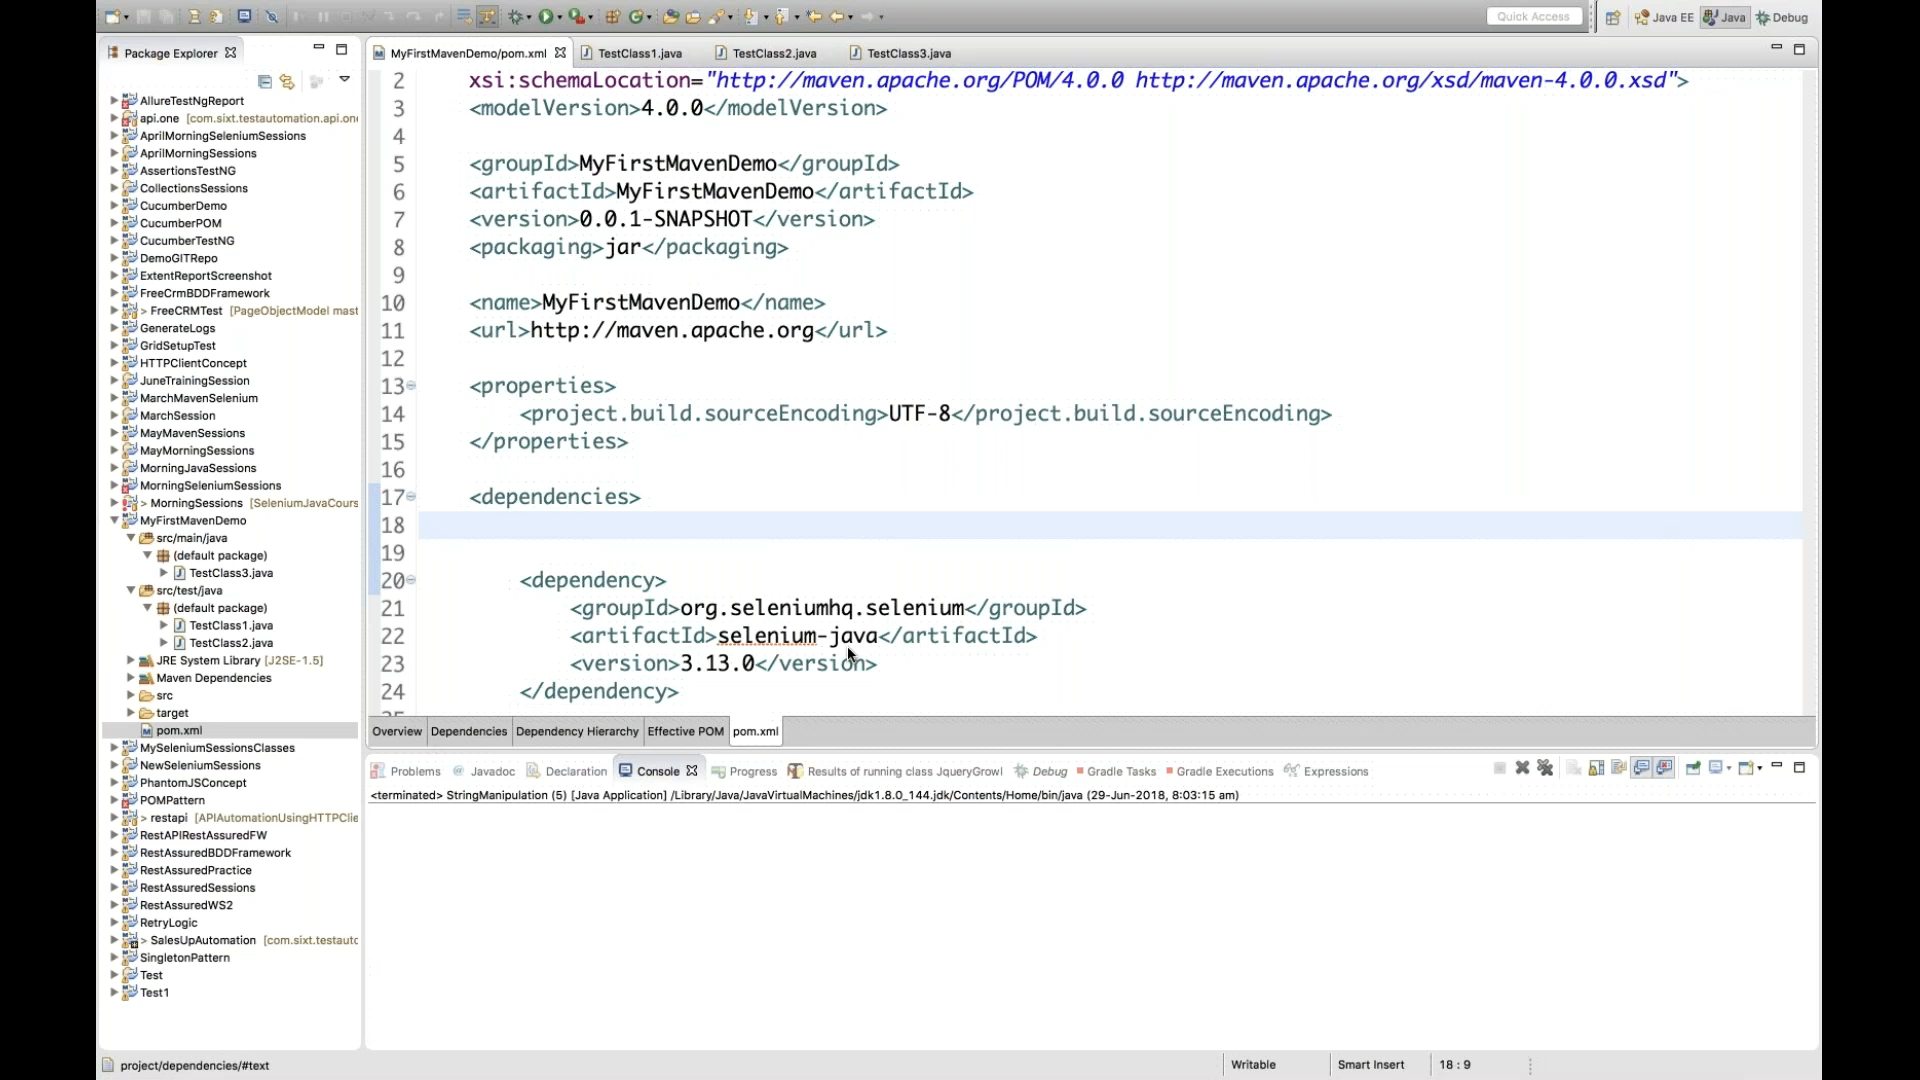 Quick Access
Java EE
Java
Debug
Package Explorer
MyFirstMavenDemo/pom.xml
TestClass1.java
TestClass2.java
TestClass3.java
AllureTestNgReport
api.one [com.sixt.testautomation.api.one
AprilMorningSeleniumSessions
AprilMorningSessions
AssertionsTestNG
CollectionsSessions
CucumberDemo
CucumberPOM
CucumberTestNG
DemoGITRepo
ExtentReportScreenshot
FreeCrmBDDFramework
> FreeCRMTest [PageObjectModel mast
GenerateLogs
GridSetupTest
HTTPClientConcept
JuneTrainingSession
MarchMavenSelenium
MarchSession
MayMavenSessions
MayMorningSessions
MorningJavaSessions
MorningSeleniumSessions
> MorningSessions [SeleniumJavaCours
MyFirstMavenDemo
src/main/java
(default package)
TestClass3.java
src/test/java
(default package)
TestClass1.java
TestClass2.java
JRE System Library [J2SE-1.5]
Maven Dependencies
src
target
pom.xml
MySeleniumSessionsClasses
NewSeleniumSessions
PhantomJSConcept
POMPattern
> restapi [APIAutomationUsingHTTPClie
RestAPIRestAssuredFW
RestAssuredBDDFramework
RestAssuredPractice
RestAssuredSessions
RestAssuredWS2
RetryLogic
> SalesUpAutomation [com.sixt.testautc
SingletonPattern
Test
Test1
2 xsi:schemaLocation="http://maven.apache.org/POM/4.0.0 http://maven.apache.org/xsd/maven-4.0.0.xsd">
3 <modelVersion>4.0.0</modelVersion>
4
5 <groupId>MyFirstMavenDemo</groupId>
6 <artifactId>MyFirstMavenDemo</artifactId>
7 <version>0.0.1-SNAPSHOT</version>
8 <packaging>jar</packaging>
9
10 <name>MyFirstMavenDemo</name>
11 <url>http://maven.apache.org</url>
12
13 <properties>
14 <project.build.sourceEncoding>UTF-8</project.build.sourceEncoding>
15 </properties>
16
17 <dependencies>
18
19
20 <dependency>
21 <groupId>org.seleniumhq.selenium</groupId>
22 <artifactId>selenium-java</artifactId>
23 <version>3.13.0</version>
24 </dependency>
Overview
Dependencies
Dependency Hierarchy
Effective POM
pom.xml
Problems
Javadoc
Declaration
Console
Progress
Results of running class JqueryGrowl
Debug
Gradle Tasks
Gradle Executions
Expressions
<terminated> StringManipulation (5) [Java Application] /Library/Java/JavaVirtualMachines/jdk1.8.0_144.jdk/Contents/Home/bin/java (29-Jun-2018, 8:03:15 am)
project/dependencies/#text
Writable
Smart Insert
18 : 9